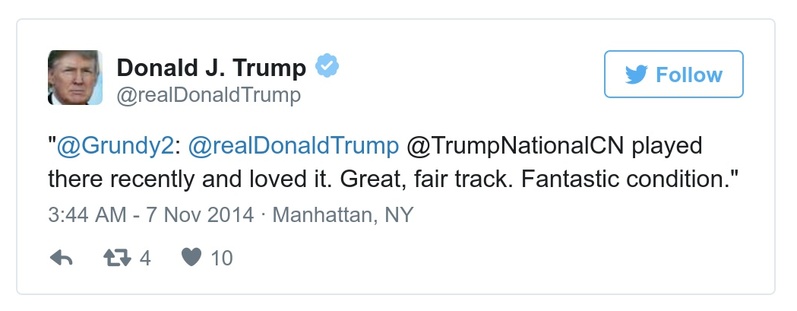 Donald J. Trump
@realDonaldTrump
Follow
"@Grundy2: @realDonaldTrump @TrumpNationalCN played
there recently and loved it. Great, fair track. Fantastic condition."
3:44 AM - 7 Nov 2014 · Manhattan, NY
4 10